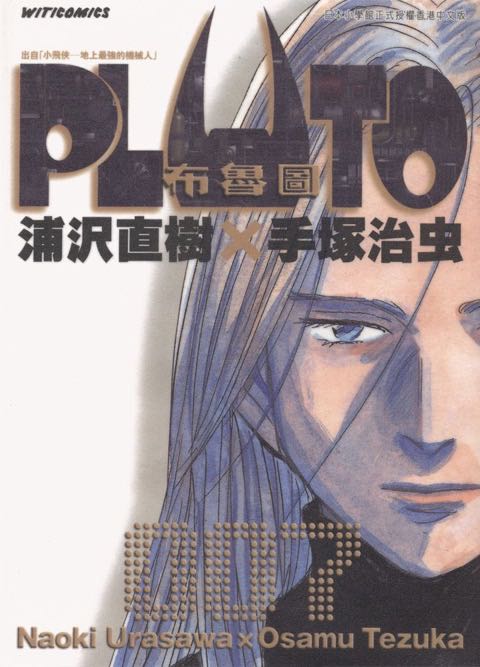 WITICOMICS
日本小學館正式授權香港中文版
出自「小飛俠—地上最強的機械人」
PLUTO
布魯圖
浦沢直樹×手塚治虫
007
Naoki Urasawa×Osamu Tezuka